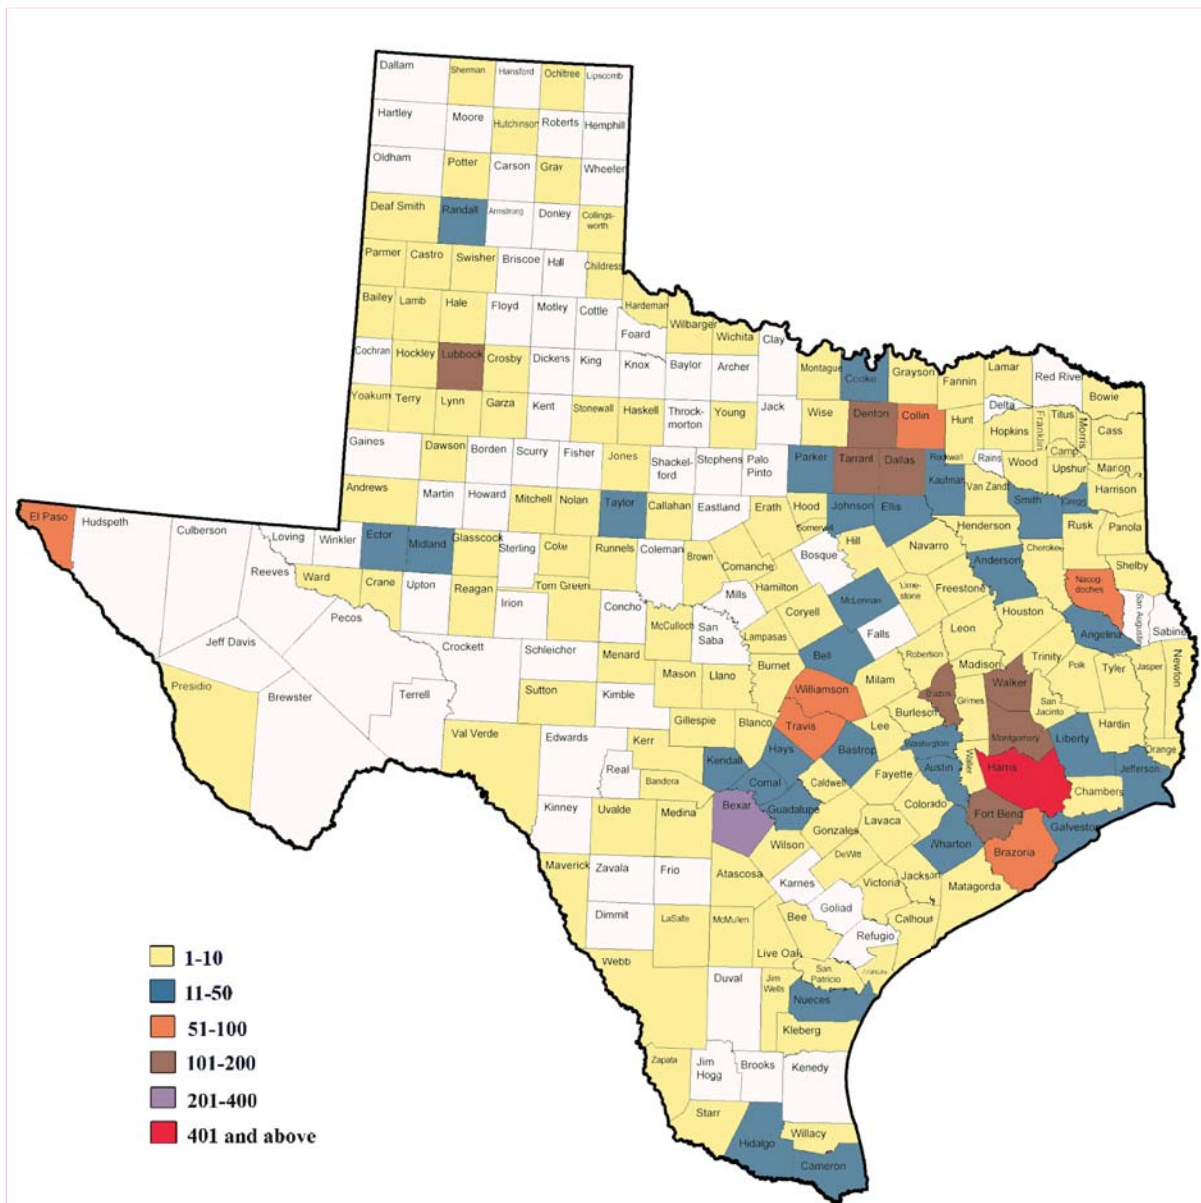 Dallam Sherman Hansford Ochiltree Lipscomb
Hartley Moore Hutchinson Roberts Hemphill
Oldham Potter Carson Gray Wheeler
Deaf Smith Randall Armstrong Donley Collings-
worth
Parmer Castro Swisher Briscoe Hall Childress
Bailey Lamb Hale Floyd Motley Cottle Hardeman
Foard Wilbarger Wichita Clay
Cochran Hockley Lubbock Crosby Dickens King Knox Baylor Archer Montague Cooke Grayson Fannin Lamar Red River Bowie
Yoakum Terry Lynn Garza Kent Stonewall Haskell Throck-
morton Young Jack Wise Denton Collin Hunt Delta Hopkins Franklin Titus Morris Cass
Camp
Gaines Dawson Borden Scurry Fisher Jones Shackel-
ford Stephens Palo
Pinto Parker Tarrant Dallas Rockwall Kaufman Rains Wood Upshur Marion
Andrews Martin Howard Mitchell Nolan Taylor Callahan Eastland Erath Hood Johnson Ellis Van Zandt Smith Gregg Harrison
Somervell Henderson Rusk Panola
El Paso Hudspeth Culberson Loving Winkler Ector Midland Glasscock Sterling Coke Runnels Coleman Brown Comanche Bosque Hill Navarro Anderson Cherokee Shelby
Reeves Ward Crane Upton Reagan Irion Tom Green Concho McCulloch Mills Hamilton McLennan Lime-
stone Freestone Nacog-
doches San Augustin Sabine
Jeff Davis Pecos San
Saba Lampasas Coryell Falls Leon Houston Angelina
Crockett Schleicher Menard Mason Llano Burnet Bell Robertson Madison Trinity Polk Tyler Jasper Newton
Presidio Brewster Terrell Sutton Kimble Williamson Milam Brazos Grimes Walker San
Jacinto Hardin
Val Verde Edwards Kerr Gillespie Blanco Travis Lee Burleson Montgomery Liberty Orange
Real Bandera Kendall Hays Bastrop Washington Waller Harris Jefferson
Comal Caldwell Fayette Austin Chambers
Kinney Uvalde Medina Bexar Guadalupe Gonzales Lavaca Colorado Fort Bend Galveston
Maverick Zavala Frio Atascosa Wilson DeWitt Wharton Brazoria
Karnes Victoria Jackson Matagorda
Dimmit LaSalle McMullen Live Oak Bee Goliad Calhoun
Refugio
Webb Duval Jim
Wells San
Patricio Aransas
Nueces
Kleberg
Zapata Jim
Hogg Brooks Kenedy
Starr Hidalgo Willacy
Cameron
1-10
11-50
51-100
101-200
201-400
401 and above